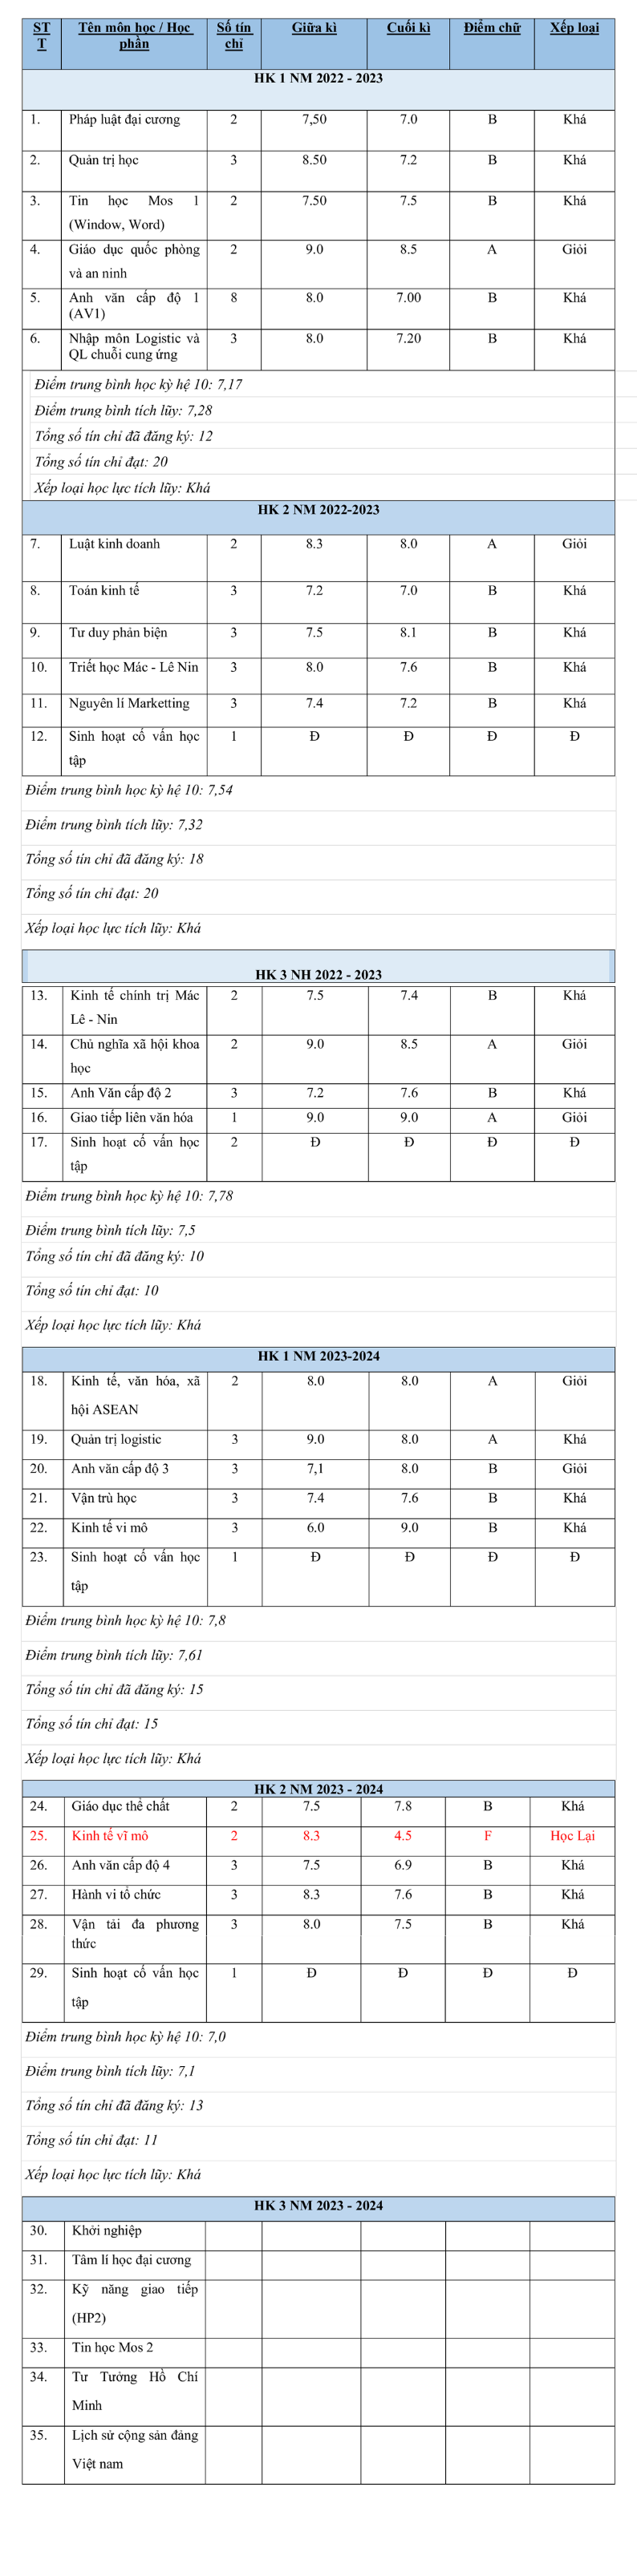 ST Tên môn học / Học Số tín Giữa kì Cuối kì Điểm chữ Xếp loại
T phần chỉ
HK 1 NM 2022 - 2023
1. Pháp luật đại cương 2 7,50 7.0 B Khá
2. Quản trị học 3 8.50 7.2 B Khá
3. Tin học Mos 1 2 7.50 7.5 B Khá
(Window, Word)
4. Giáo dục quốc phòng 2 9.0 8.5 A Giỏi
và an ninh
5. Anh văn cấp độ 1 8 8.0 7.00 B Khá
(AV1)
6. Nhập môn Logistic và 3 8.0 7.20 B Khá
QL chuỗi cung ứng
Điểm trung bình học kỳ hệ 10: 7,17
Điểm trung bình tích lũy: 7,28
Tổng số tín chỉ đã đăng ký: 12
Tổng số tín chỉ đạt: 20
Xếp loại học lực tích lũy: Khá
HK 2 NM 2022-2023
7. Luật kinh doanh 2 8.3 8.0 A Giỏi
8. Toán kinh tế 3 7.2 7.0 B Khá
9. Tư duy phản biện 3 7.5 8.1 B Khá
10. Triết học Mác - Lê Nin 3 8.0 7.6 B Khá
11. Nguyên lí Marketting 3 7.4 7.2 B Khá
12. Sinh hoạt cố vấn học 1 Đ Đ Đ Đ
tập
Điểm trung bình học kỳ hệ 10: 7,54
Điểm trung bình tích lũy: 7,32
Tổng số tín chỉ đã đăng ký: 18
Tổng số tín chỉ đạt: 20
Xếp loại học lực tích lũy: Khá
HK 3 NH 2022 - 2023
13. Kinh tế chính trị Mác 2 7.5 7.4 B Khá
Lê - Nin
14. Chủ nghĩa xã hội khoa 2 9.0 8.5 A Giỏi
học
15. Anh Văn cấp độ 2 3 7.2 7.6 B Khá
16. Giao tiếp liên văn hóa 1 9.0 9.0 A Giỏi
17. Sinh hoạt cố vấn học 2 Đ Đ Đ Đ
tập
Điểm trung bình học kỳ hệ 10: 7,78
Điểm trung bình tích lũy: 7,5
Tổng số tín chỉ đã đăng ký: 10
Tổng số tín chỉ đạt: 10
Xếp loại học lực tích lũy: Khá
HK 1 NM 2023-2024
18. Kinh tế, văn hóa, xã 2 8.0 8.0 A Giỏi
hội ASEAN
19. Quản trị logistic 3 9.0 8.0 A Khá
20. Anh văn cấp độ 3 3 7,1 8.0 B Giỏi
21. Vận trù học 3 7.4 7.6 B Khá
22. Kinh tế vi mô 3 6.0 9.0 B Khá
23. Sinh hoạt cố vấn học 1 Đ Đ Đ Đ
tập
Điểm trung bình học kỳ hệ 10: 7,8
Điểm trung bình tích lũy: 7,61
Tổng số tín chỉ đã đăng ký: 15
Tổng số tín chỉ đạt: 15
Xếp loại học lực tích lũy: Khá
HK 2 NM 2023 - 2024
24. Giáo dục thể chất 2 7.5 7.8 B Khá
25. Kinh tế vĩ mô 2 8.3 4.5 F Học Lại
26. Anh văn cấp độ 4 3 7.5 6.9 B Khá
27. Hành vi tổ chức 3 8.3 7.6 B Khá
28. Vận tải đa phương 3 8.0 7.5 B Khá
thức
29. Sinh hoạt cố vấn học 1 Đ Đ Đ Đ
tập
Điểm trung bình học kỳ hệ 10: 7,0
Điểm trung bình tích lũy: 7,1
Tổng số tín chỉ đã đăng ký: 13
Tổng số tín chỉ đạt: 11
Xếp loại học lực tích lũy: Khá
HK 3 NM 2023 - 2024
30. Khởi nghiệp
31. Tâm lí học đại cương
32. Kỹ năng giao tiếp
(HP2)
33. Tin học Mos 2
34. Tư Tưởng Hồ Chí
Minh
35. Lịch sử cộng sản đảng
Việt nam